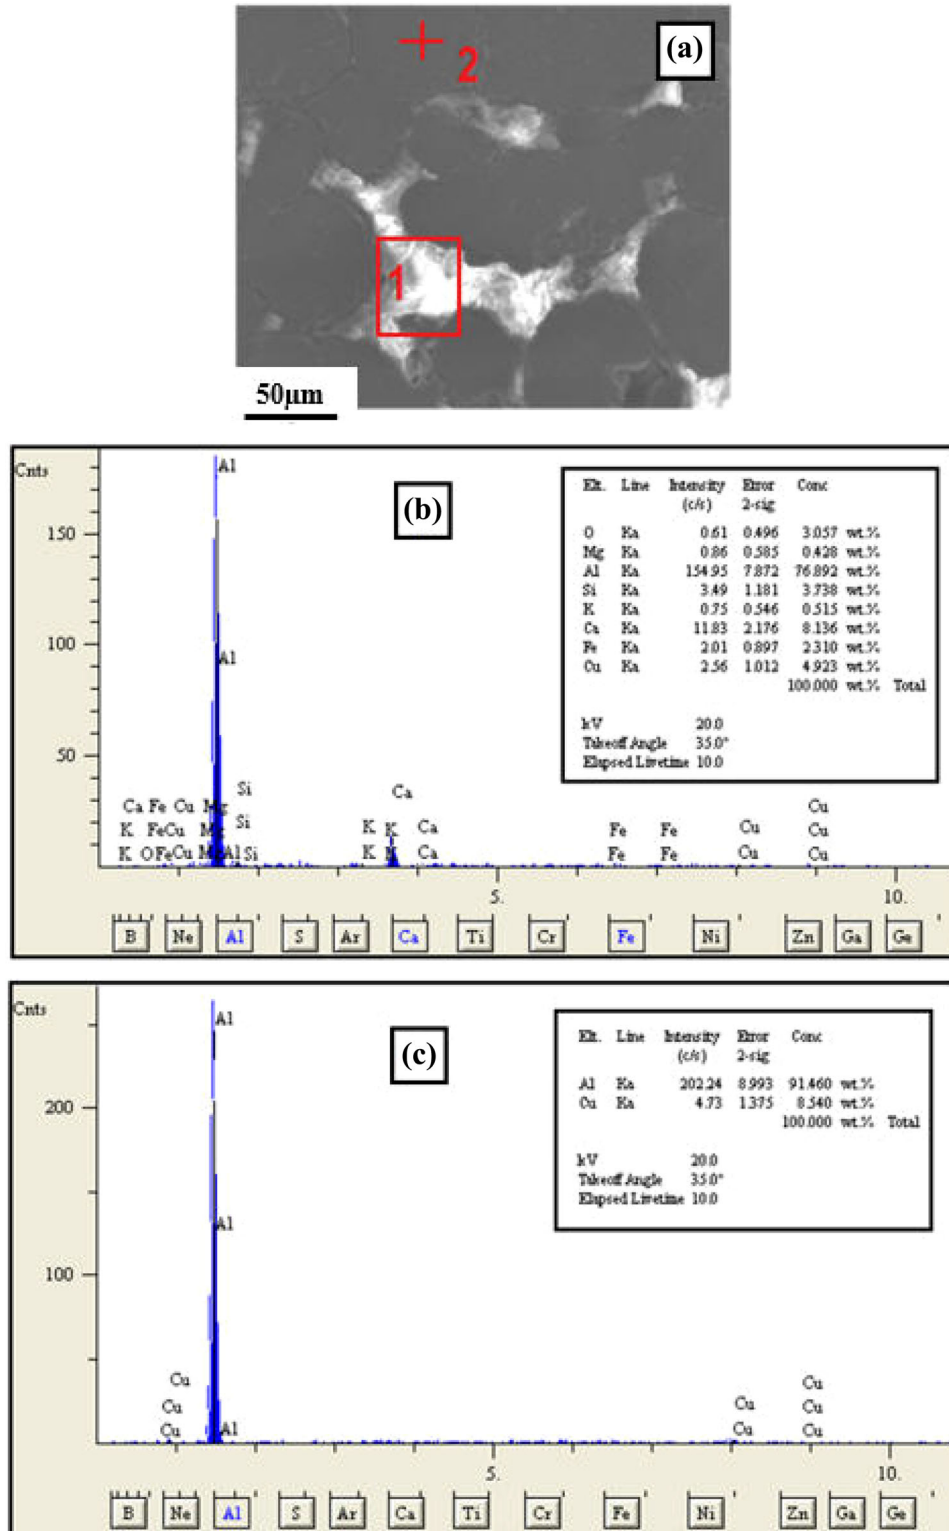 (a)
2
1
50µm
Cnts
(b)
Al
150
100
50
Al
Elt. Line Intensity Error Conc
(c/s) 2-sig
O Ka 0.61 0.496 3.057 wt.%
Mg Ka 0.86 0.585 0.428 wt.%
Al Ka 154.95 7.872 76.892 wt.%
Si Ka 3.49 1.181 3.738 wt.%
K Ka 0.75 0.546 0.515 wt.%
Ca Ka 11.83 2.176 8.136 wt.%
Fe Ka 2.01 0.897 2.310 wt.%
Cu Ka 2.56 1.012 4.923 wt.%
100.000 wt.% Total
kV 20.0
Takeoff Angle 35.0°
Elapsed Livetime 10.0
Si Ca
Ca Fe Cu Mg Cu
K Fe Cu Mg Si K K Ca Fe Fe Cu Cu
K O Fe Cu Al Si K Ca Fe Fe Cu Cu
5. 10.
B Ne Al S Ar Ca Ti Cr Fe Ni Zn Ga Ge
Cnts
(c)
Al
200
100
Al
Elt. Line Intensity Error Conc
(c/s) 2-sig
Al Ka 202.24 8.993 91.460 wt.%
Cu Ka 4.73 1.375 8.540 wt.%
100.000 wt.% Total
kV 20.0
Takeoff Angle 35.0°
Elapsed Livetime 10.0
Cu Cu
Cu Cu Cu
Cu Al Cu Cu
5. 10.
B Ne Al S Ar Ca Ti Cr Fe Ni Zn Ga Ge